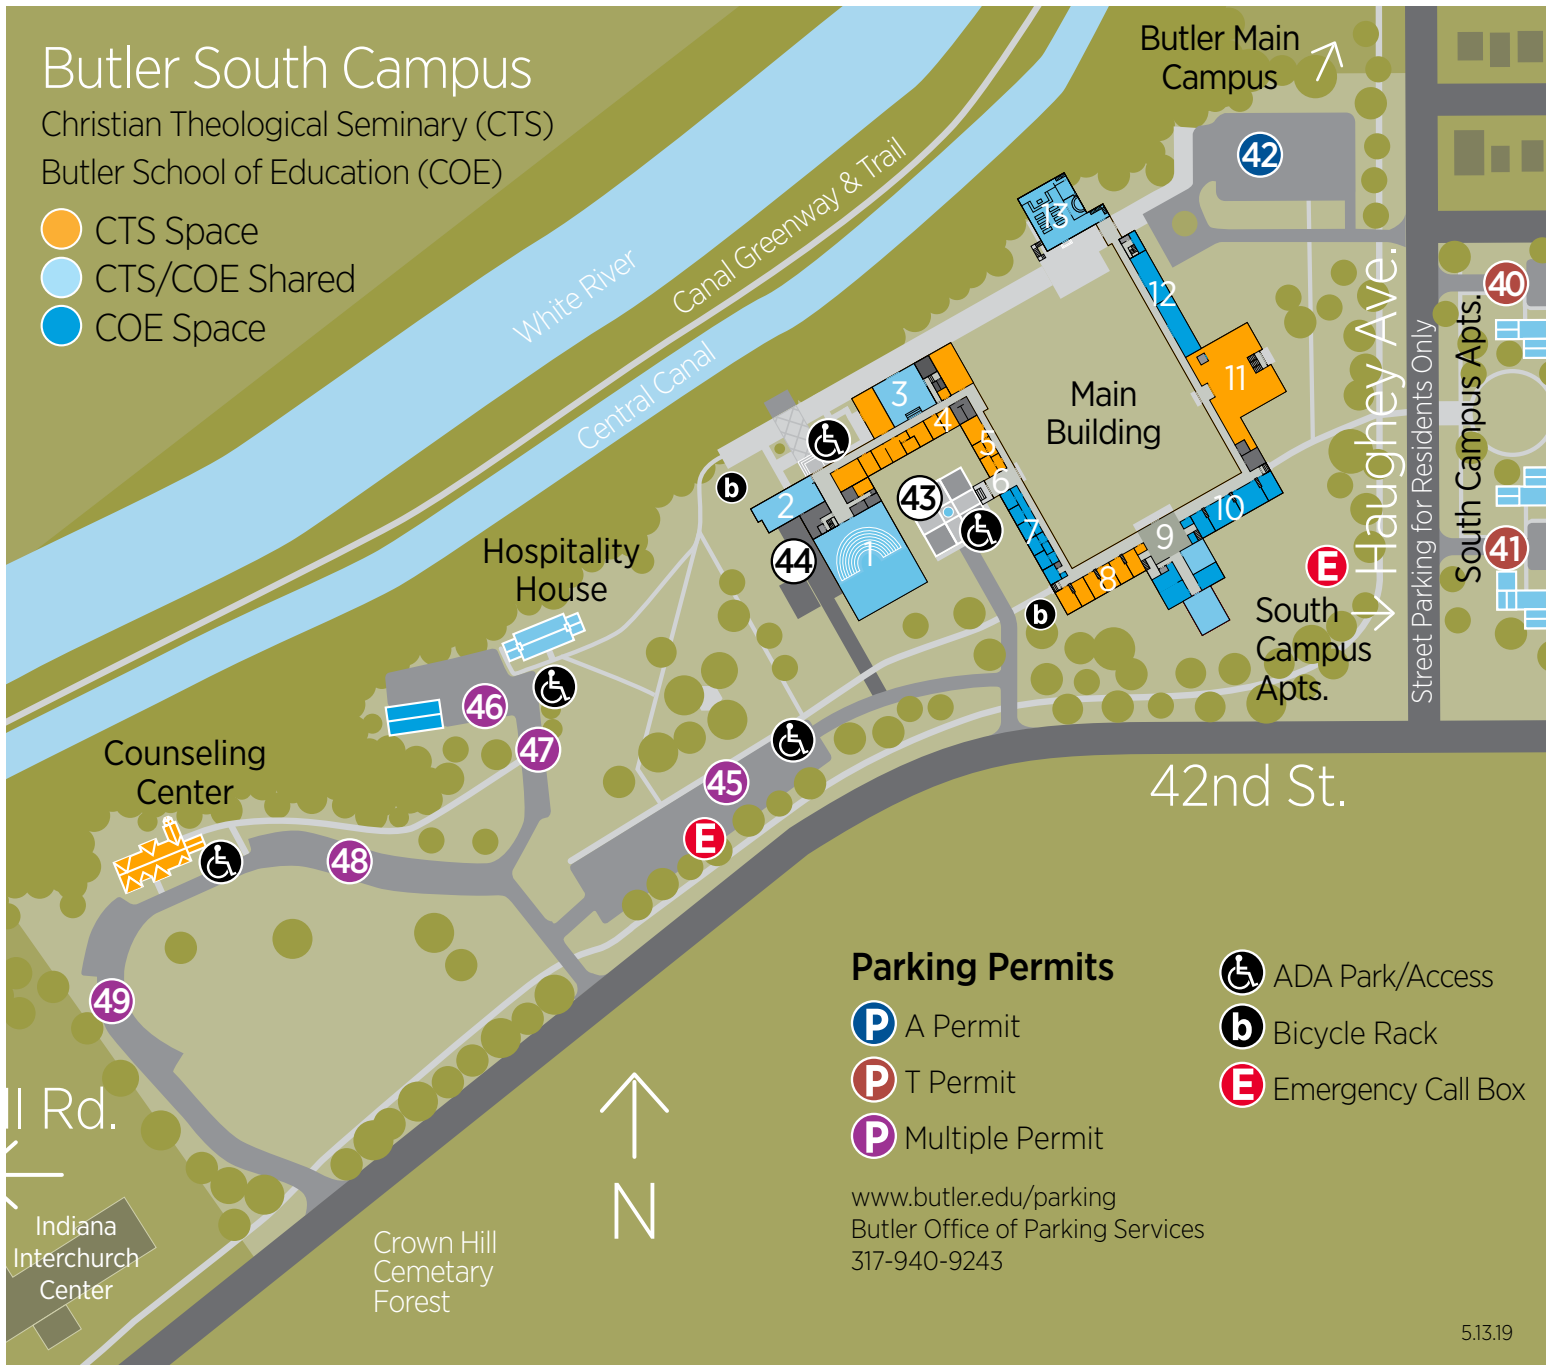 Butler South Campus
Christian Theological Seminary (CTS)
Butler School of Education (COE)
CTS Space
CTS/COE Shared
COE Space
Butler Main
Campus
42
White River
Canal Greenway & Trail
Central Canal
13
12
11
3
4
5
6
2
1
7
8
9
10
Main
Building
43
44
b
b
Haughey Ave.
Street Parking for Residents Only
South Campus Apts.
South Campus Apts.
40
41
E
South
Campus
Apts.
Hospitality
House
46
47
45
E
42nd St.
Counseling
Center
48
49
ll Rd.
Indiana
Interchurch
Center
Crown Hill
Cemetary
Forest
N
Parking Permits
P A Permit
P T Permit
P Multiple Permit
ADA Park/Access
b Bicycle Rack
E Emergency Call Box
www.butler.edu/parking
Butler Office of Parking Services
317-940-9243
5.13.19